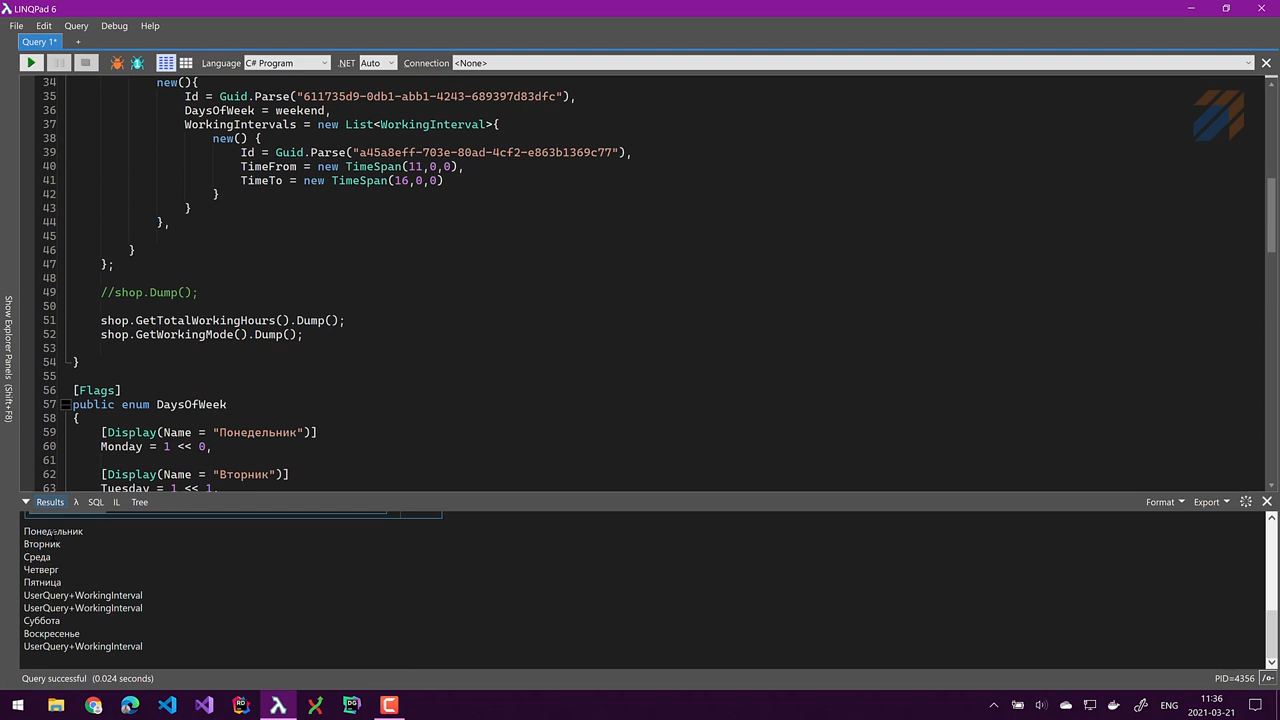 LINQPad 6
File Edit Query Debug Help
Query 1* +
Language C# Program .NET Auto Connection <None>
34 new(){
35 Id = Guid.Parse("611735d9-0db1-abb1-4243-689397d83dfc"),
36 DaysOfWeek = weekend,
37 WorkingIntervals = new List<WorkingInterval>{
38 new() {
39 Id = Guid.Parse("a45a8eff-703e-80ad-4cf2-e863b1369c77"),
40 TimeFrom = new TimeSpan(11,0,0),
41 TimeTo = new TimeSpan(16,0,0)
42 }
43 }
44 },
45
46 }
47 };
48
49 //shop.Dump();
50
51 shop.GetTotalWorkingHours().Dump();
52 shop.GetWorkingMode().Dump();
53
54 }
55
56 [Flags]
57 public enum DaysOfWeek
58 {
59 [Display(Name = "Понедельник")]
60 Monday = 1 << 0,
61
62 [Display(Name = "Вторник")]
63 Tuesday = 1 << 1,
Show Explorer Panels (Shift+F8)
Results λ SQL IL Tree Format Export
Понедельник
Вторник
Среда
Четверг
Пятница
UserQuery+WorkingInterval
UserQuery+WorkingInterval
Суббота
Воскресенье
UserQuery+WorkingInterval
Query successful (0.024 seconds) PID=4356 /o-
ENG
11:36
2021-03-21